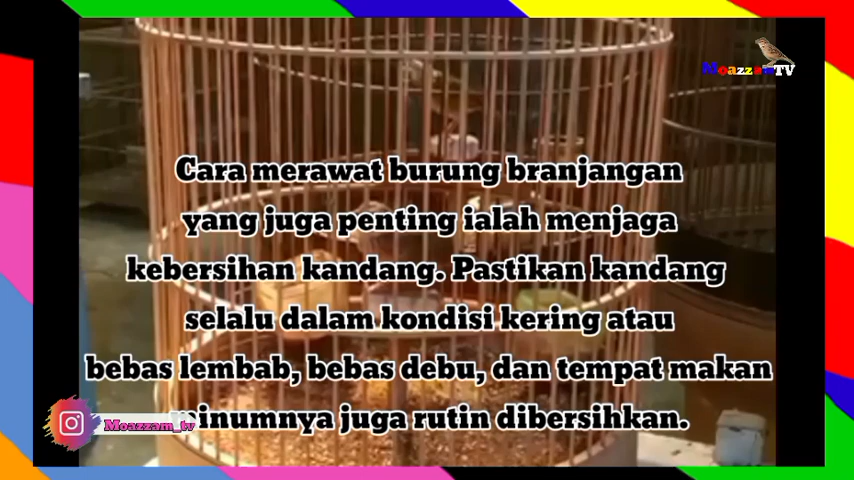 MoazzamTV
Cara merawat burung branjangan
yang juga penting ialah menjaga
kebersihan kandang. Pastikan kandang
selalu dalam kondisi kering atau
bebas lembab, bebas debu, dan tempat makan
juga rutin dibersihkan.
Moazzam_tv